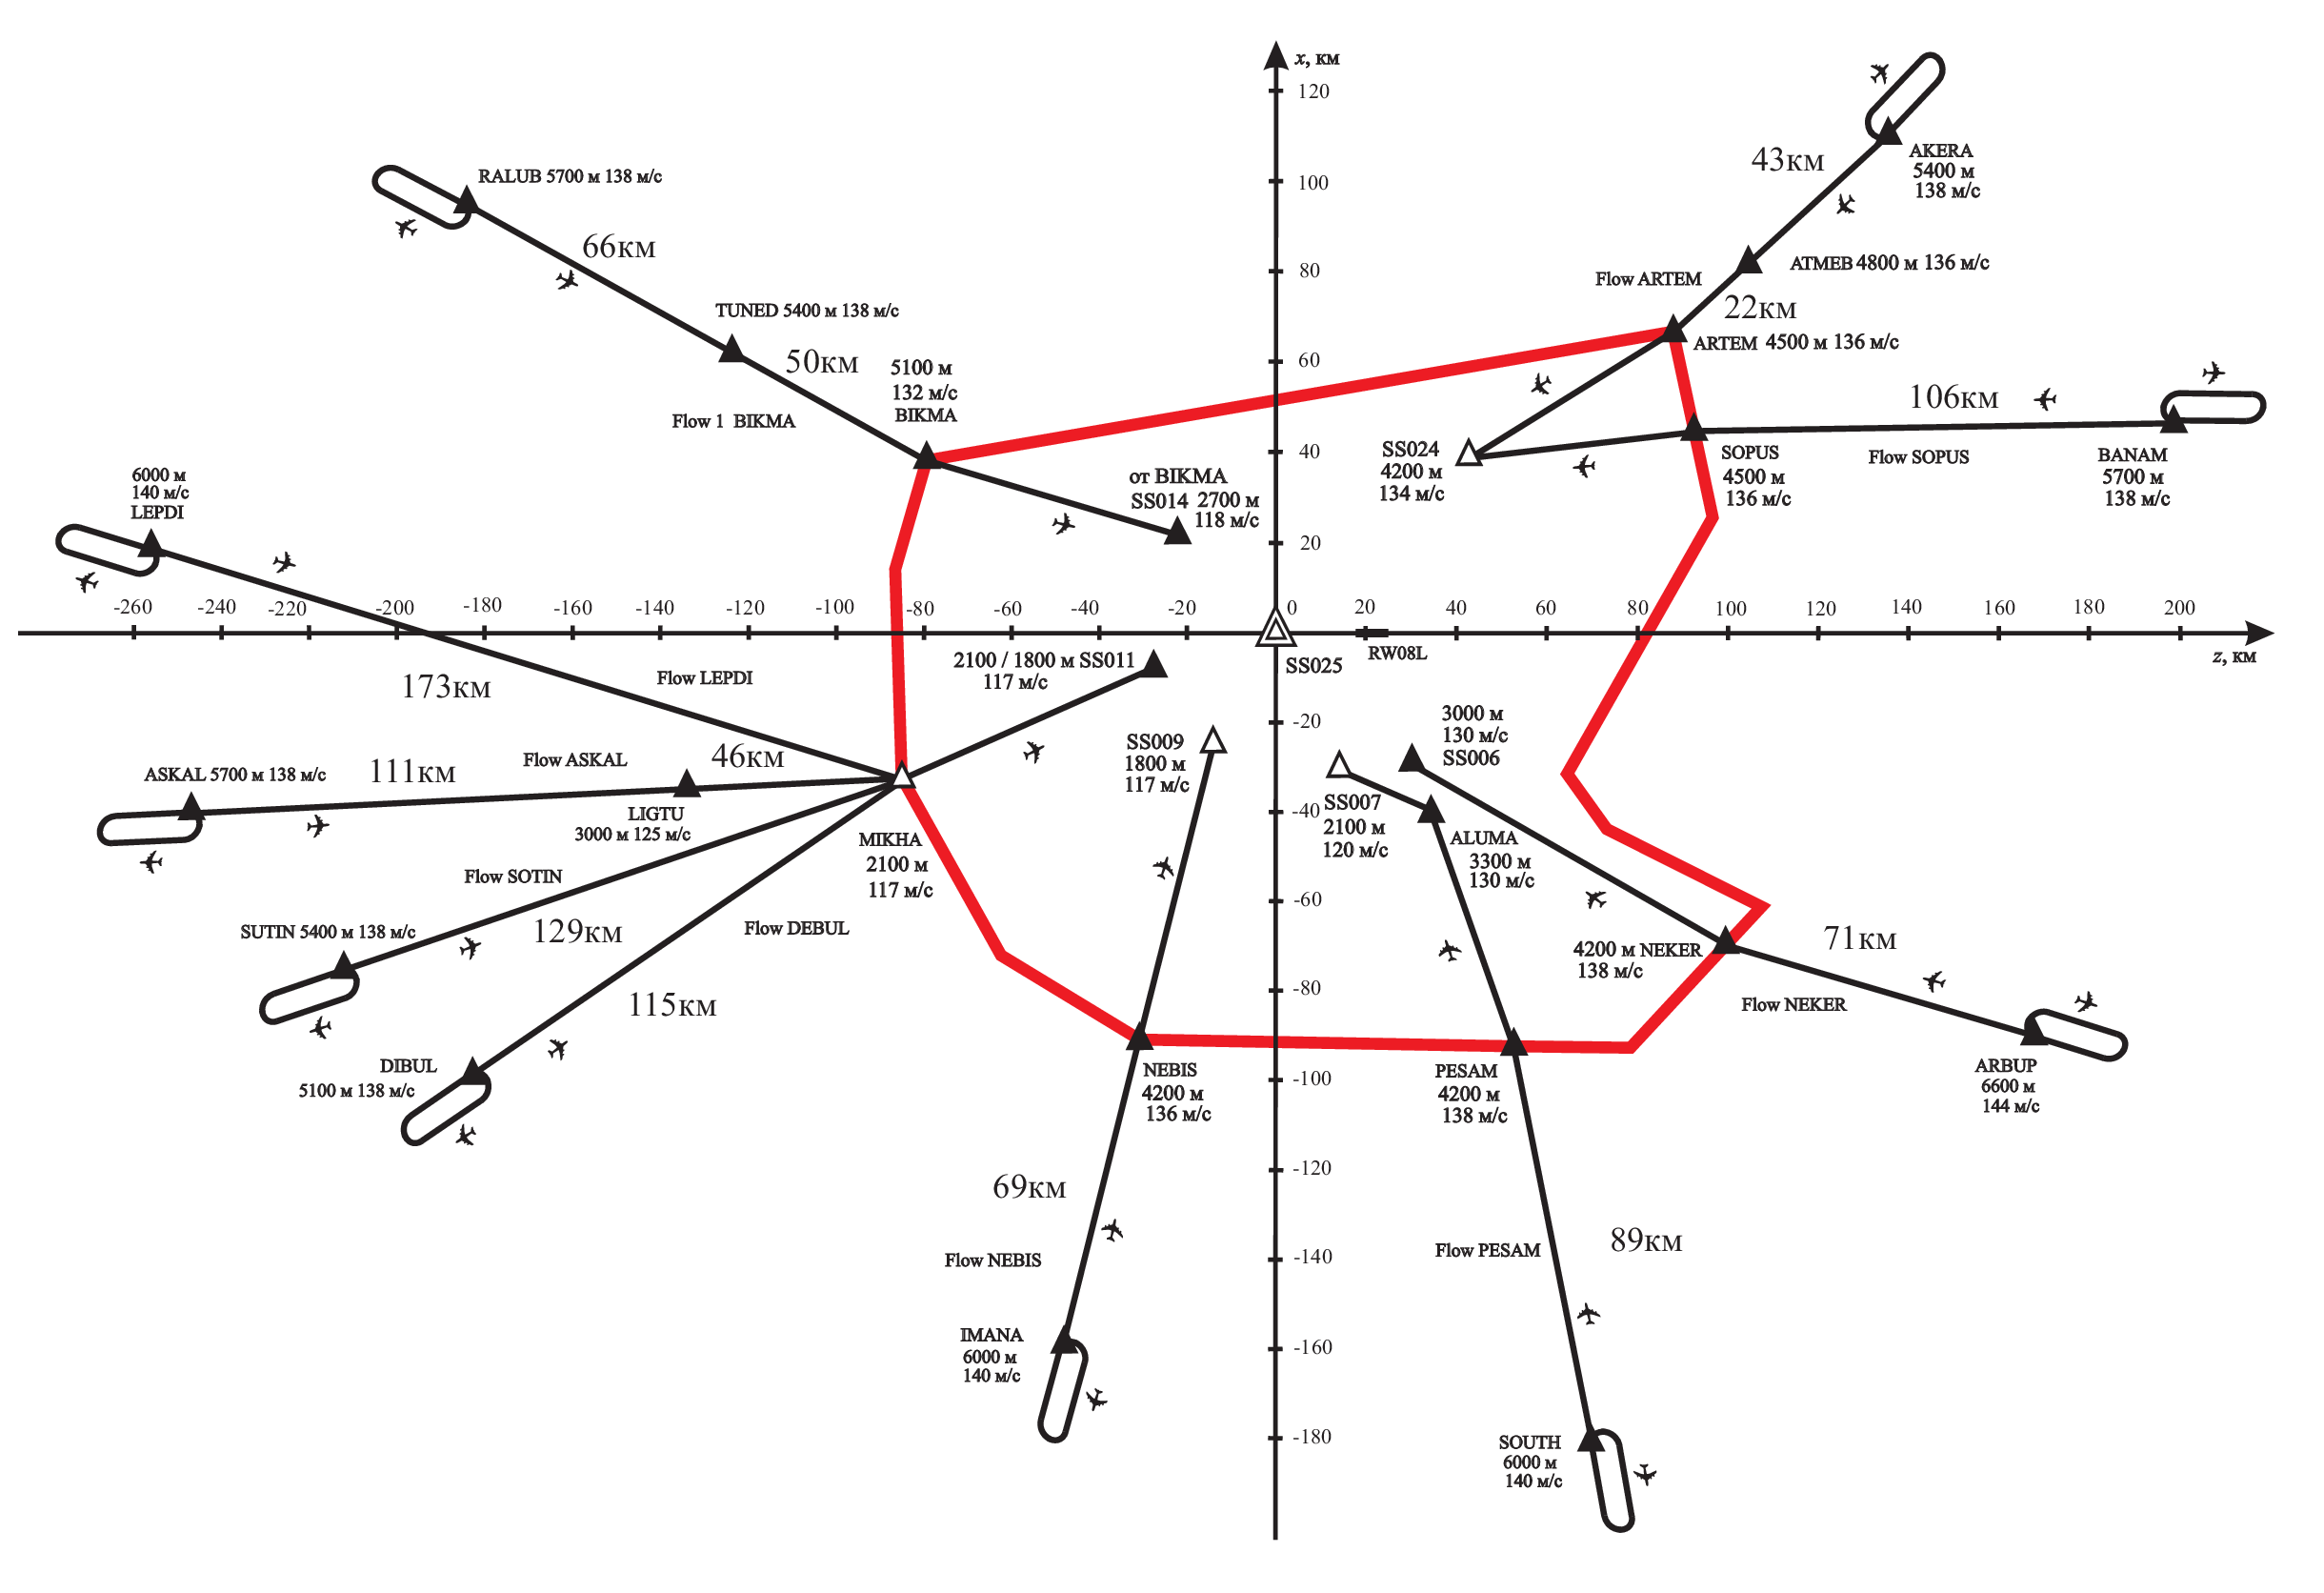 x, км
120
100
80
60
40
20
AKERA
5400 м
138 м/с
43км
RALUB 5700 м 138 м/с
66км
ATMEB 4800 м 136 м/с
Flow ARTEM
22км
TUNED 5400 м 138 м/с
ARTEM 4500 м 136 м/с
50км
5100 м
132 м/с
BIKMA
Flow 1 BIKMA
106км
SS024
4200 м
134 м/с
SOPUS
4500 м
136 м/с
Flow SOPUS
BANAM
5700 м
138 м/с
6000 м
140 м/с
LEPDI
от BIKMA
SS014 2700 м
118 м/с
-260 -240 -220 -200 -180 -160 -140 -120 -100 -80 -60 -40 -20 0 20 40 60 80 100 120 140 160 180 200
RW08L
z, км
SS025
2100 / 1800 м SS011
117 м/с
173км
Flow LEPDI
-20
-40
-60
-80
-100
-120
-140
-160
-180
3000 м
130 м/с
SS006
SS009
1800 м
117 м/с
46км
Flow ASKAL
ASKAL 5700 м 138 м/с
111км
LIGTU
3000 м 125 м/с
SS007
2100 м
120 м/с
MIKHA
2100 м
117 м/с
ALUMA
3300 м
130 м/с
Flow SOTIN
SUTIN 5400 м 138 м/с
129км
Flow DEBUL
71км
4200 м NEKER
138 м/с
115км
Flow NEKER
DIBUL
5100 м 138 м/с
NEBIS
4200 м
136 м/с
PESAM
4200 м
138 м/с
ARBUP
6600 м
144 м/с
69км
Flow NEBIS
Flow PESAM
89км
IMANA
6000 м
140 м/с
SOUTH
6000 м
140 м/с